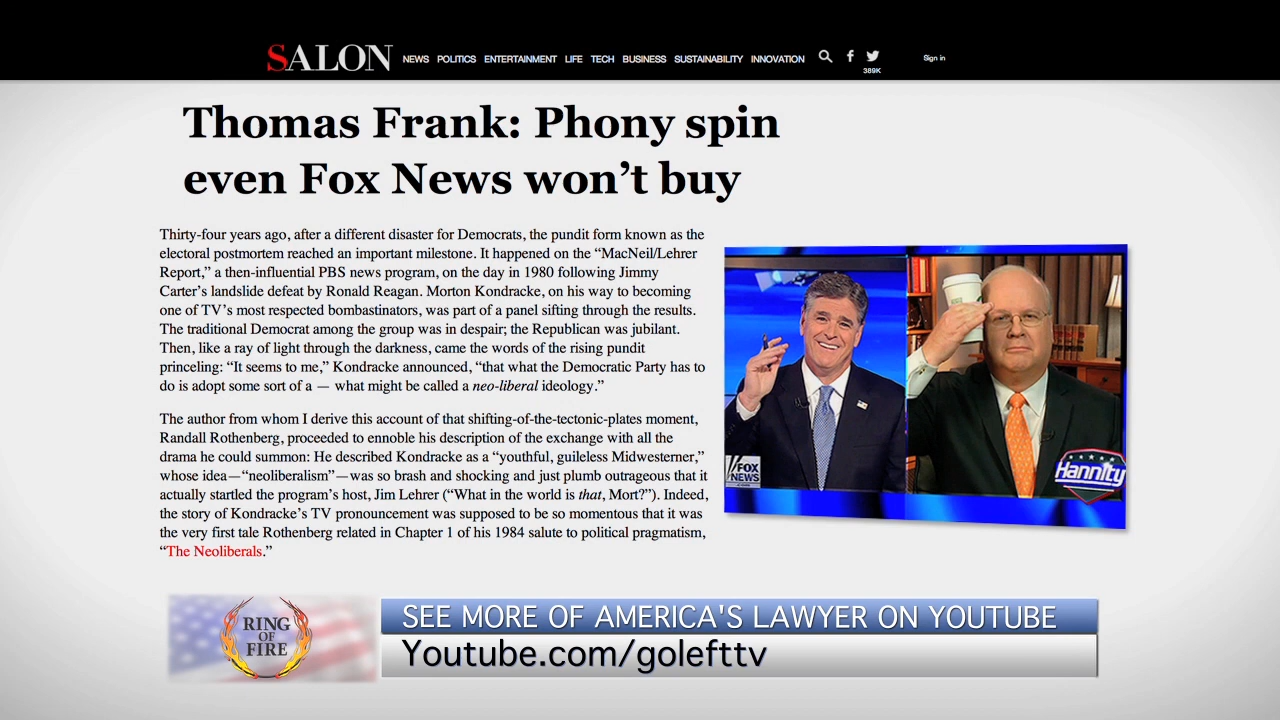 SALON NEWS POLITICS ENTERTAINMENT LIFE TECH BUSINESS SUSTAINABILITY INNOVATION 389K Sign in
Thomas Frank: Phony spin
even Fox News won’t buy
Thirty-four years ago, after a different disaster for Democrats, the pundit form known as the
electoral postmortem reached an important milestone. It happened on the “MacNeil/Lehrer
Report,” a then-influential PBS news program, on the day in 1980 following Jimmy
Carter’s landslide defeat by Ronald Reagan. Morton Kondracke, on his way to becoming
one of TV’s most respected bombastinators, was part of a panel sifting through the results.
The traditional Democrat among the group was in despair; the Republican was jubilant.
Then, like a ray of light through the darkness, came the words of the rising pundit
princeling: “It seems to me,” Kondracke announced, “that what the Democratic Party has to
do is adopt some sort of a — what might be called a neo-liberal ideology.”
The author from whom I derive this account of that shifting-of-the-tectonic-plates moment,
Randall Rothenberg, proceeded to ennoble his description of the exchange with all the
drama he could summon: He described Kondracke as a “youthful, guileless Midwesterner,”
whose idea—“neoliberalism”—was so brash and shocking and just plumb outrageous that it
actually startled the program’s host, Jim Lehrer (“What in the world is that, Mort?”). Indeed,
the story of Kondracke’s TV pronouncement was supposed to be so momentous that it was
the very first tale Rothenberg related in Chapter 1 of his 1984 salute to political pragmatism,
“The Neoliberals.”
FOX
NEWS
Hannity
RING
OF
FIRE
SEE MORE OF AMERICA'S LAWYER ON YOUTUBE
Youtube.com/golefttv